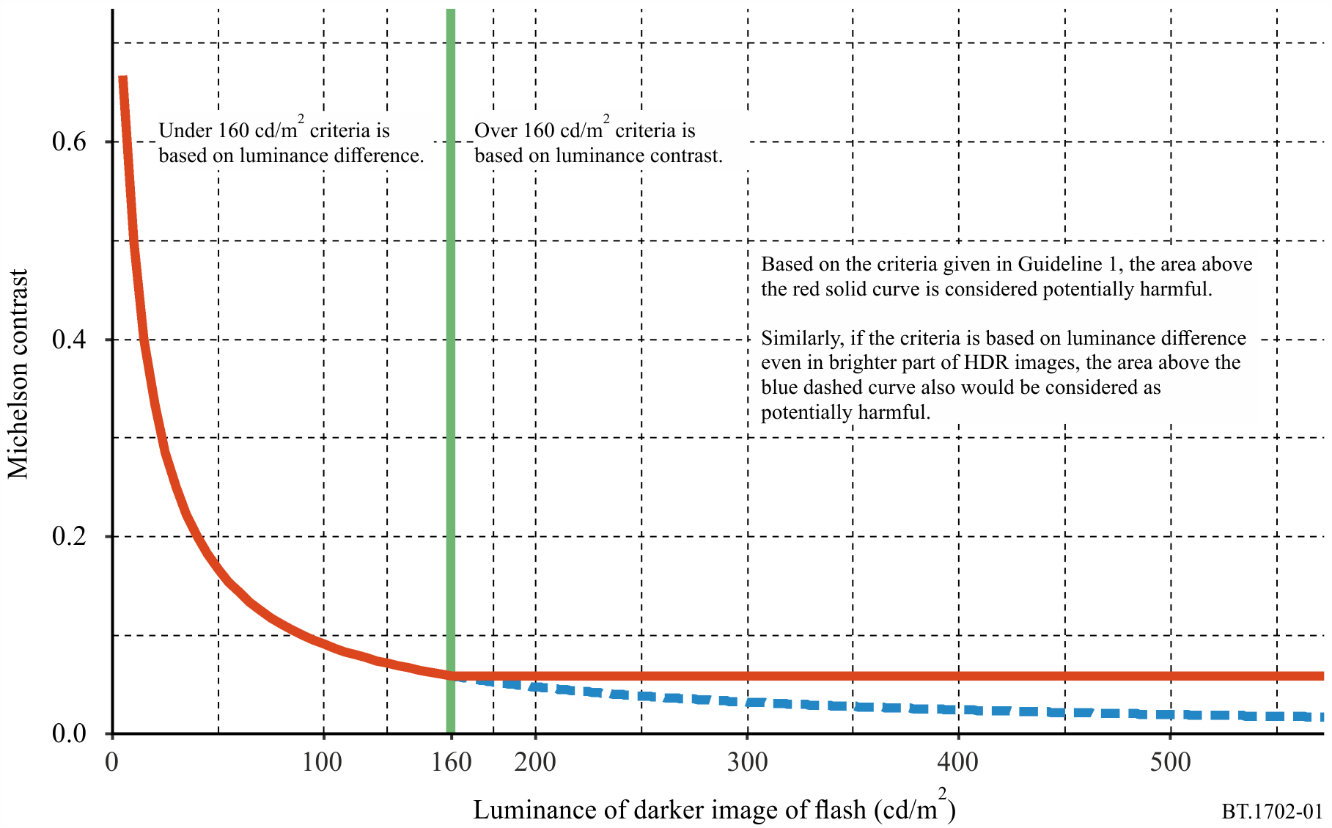 Under 160 cd/m2 criteria is
based on luminance difference.
Over 160 cd/m2 criteria is
based on luminance contrast.
Based on the criteria given in Guideline 1, the area above
the red solid curve is considered potentially harmful.
Similarly, if the criteria is based on luminance difference
even in brighter part of HDR images, the area above the
blue dashed curve also would be considered as
potentially harmful.
Michelson contrast
0.6
0.4
0.2
0.0
0 100 160 200 300 400 500
Luminance of darker image of flash (cd/m2)
BT.1702-01